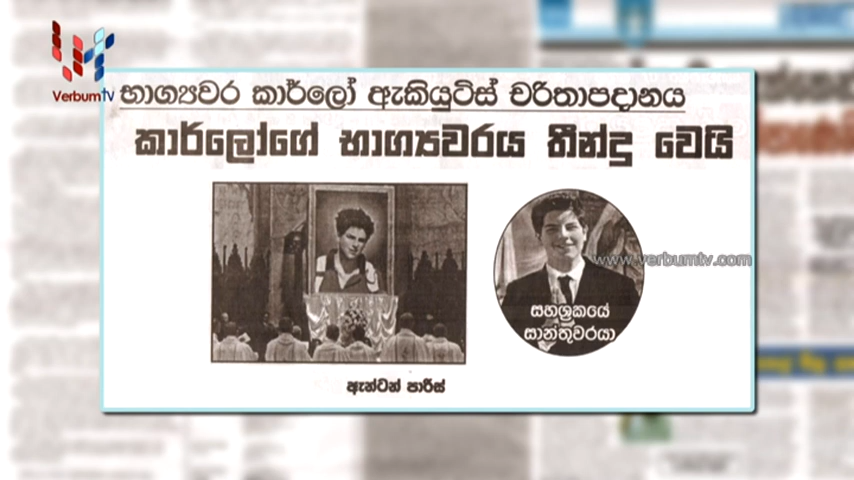 Verbumtv
භාග්‍යවර කාර්ලෝ ඇකියුටිස් චරිතාපදානය
කාර්ලෝගේ භාග්‍යවරය තීන්දු වෙයි
www.verbumtv.com
සහශ්‍රකයේ
සාන්තුවරයා
ඇන්ටන් පාරිස්